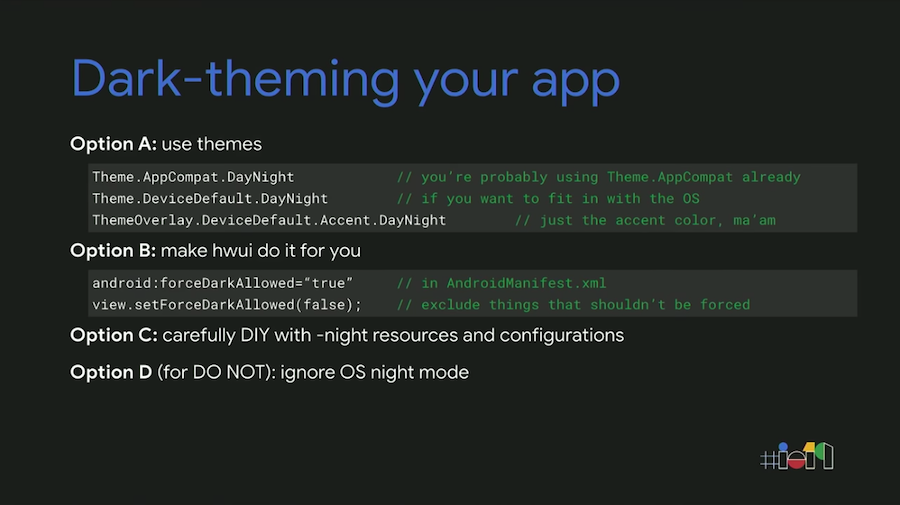 Dark-theming your app
Option A: use themes
Theme.AppCompat.DayNight // you're probably using Theme.AppCompat already
Theme.DeviceDefault.DayNight // if you want to fit in with the OS
ThemeOverlay.DeviceDefault.Accent.DayNight // just the accent color, ma'am
Option B: make hwui do it for you
android:forceDarkAllowed=“true” // in AndroidManifest.xml
view.setForceDarkAllowed(false); // exclude things that shouldn't be forced
Option C: carefully DIY with -night resources and configurations
Option D (for DO NOT): ignore OS night mode
#io19